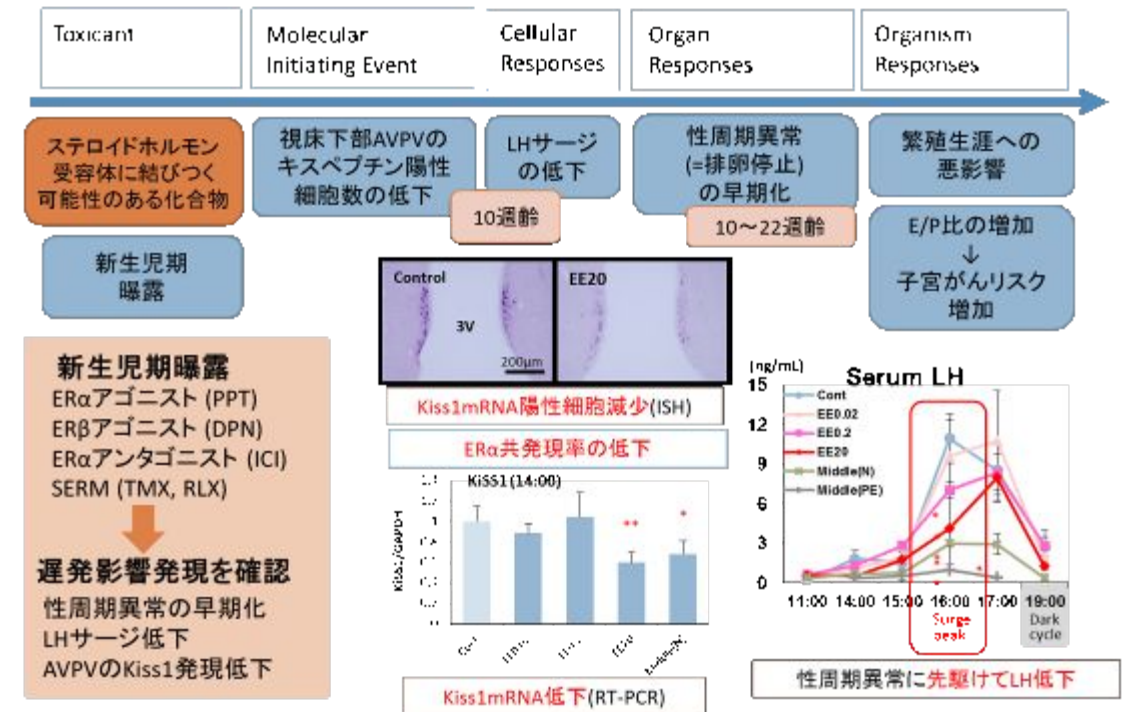 Toxicant
Molecular
Initiating Event
Cellular
Responses
Organ
Responses
Organism
Responses
ステロイドホルモン
受容体に結びつく
可能性のある化合物
新生児期
曝露
視床下部AVPVの
キスペプチン陽性
細胞数の低下
LHサージ
の低下
10週齢
性周期異常
(=排卵停止)
の早期化
10～22週齢
繁殖生涯への
悪影響
E/P比の増加
↓
子宮がんリスク
増加
新生児期曝露
ERαアゴニスト (PPT)
ERβアゴニスト (DPN)
ERαアンタゴニスト (ICI)
SERM (TMX, RLX)
遅発影響発現を確認
性周期異常の早期化
LHサージ低下
AVPVのKiss1発現低下
Control
3V
200μm
EE20
Kiss1mRNA陽性細胞減少(ISH)
ERα共発現率の低下
KiSS1(14:00)
KiSS1/GAPDH
**
*
Kiss1mRNA低下(RT-PCR)
(ng/mL)
Serum LH
15
12
9
6
3
0
Cont
EE0.02
EE0.2
EE20
Middle(N)
Middle(PE)
11:00 14:00 15:00 16:00 17:00 19:00
Surge
peak
Dark
cycle
性周期異常に先駆けてLH低下